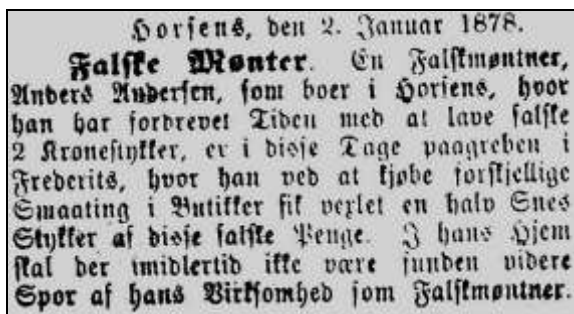 Horsens, den 2. Januar 1878.
Falske Mønter. En Falskmøntner,
Anders Andersen, som boer i Horsens, hvor
han har fordrevet Tiden med at lave falske
2 Kronestykker, er i disse Tage paagreben i
Frederits, hvor han ved at kjøbe forskjellige
Smaating i Butikker fik vexlet en halv Snes
Stykker af disse falske Penge. I hans Hjem
skal der imidlertid ikke være funden videre
Spor af hans Virksomhed som Falskmøntner.